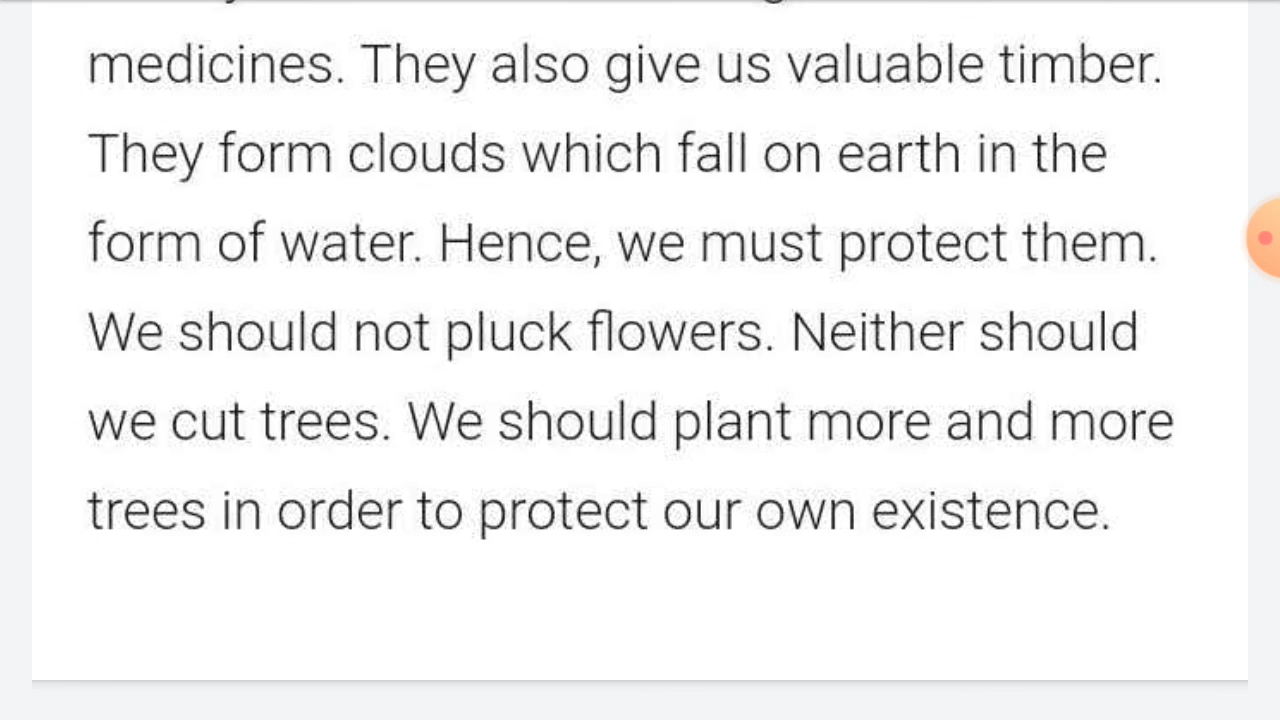 medicines. They also give us valuable timber.
They form clouds which fall on earth in the
form of water. Hence, we must protect them.
We should not pluck flowers. Neither should
we cut trees. We should plant more and more
trees in order to protect our own existence.